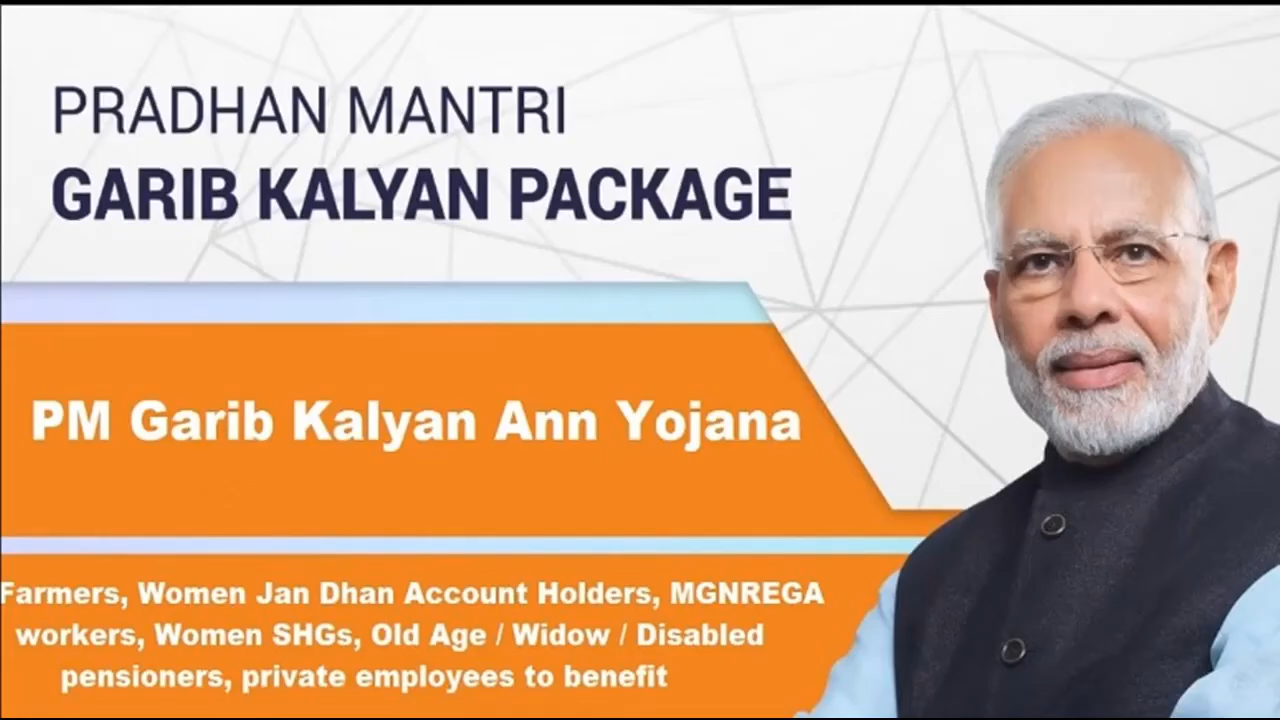 PRADHAN MANTRI
GARIB KALYAN PACKAGE
PM Garib Kalyan Ann Yojana
Farmers, Women Jan Dhan Account Holders, MGNREGA
workers, Women SHGs, Old Age / Widow / Disabled
pensioners, private employees to benefit